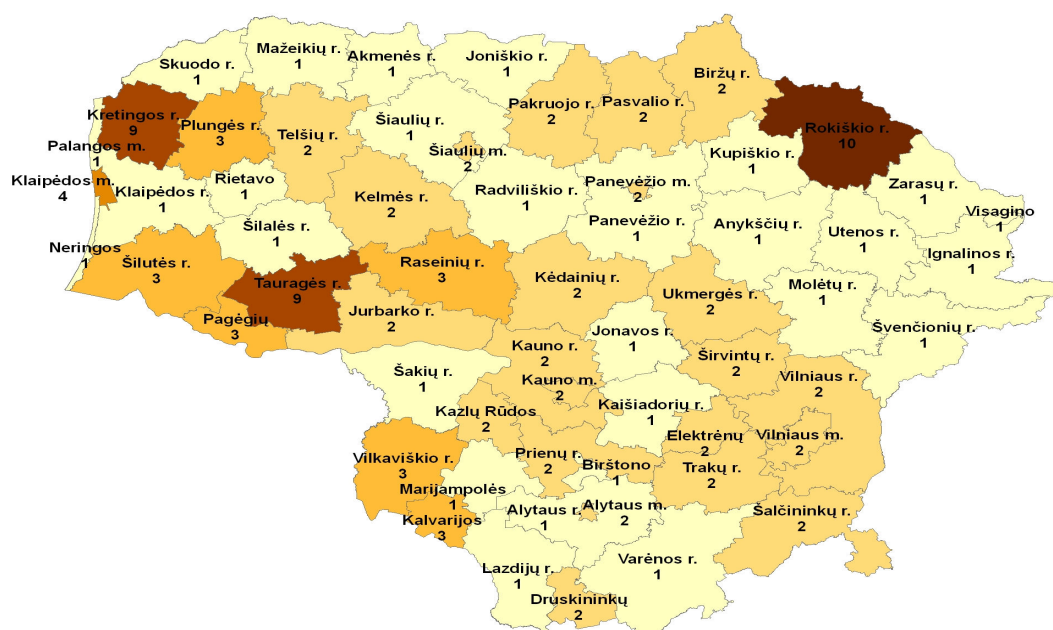 Mažeikių r.
1
Akmenės r.
1
Joniškio r.
1
Skuodo r.
1
Biržų r.
2
Kretingos r.
9
Plungės r.
3
Telšių r.
2
Šiaulių r.
1
Pakruojo r.
2
Pasvalio r.
2
Rokiškio r.
10
Palangos m.
1
Šiaulių m.
2
Kupiškio r.
1
Klaipėdos m.
4
Klaipėdos r.
1
Rietavo
1
Kelmės r.
2
Radviliškio r.
1
Panevėžio m.
2
Zarasų r.
1
Visagino
1
Neringos
1
Šilutės r.
3
Šilalės r.
1
Panevėžio r.
1
Anykščių r.
1
Utenos r.
1
Ignalinos r.
1
Tauragės r.
9
Raseinių r.
3
Kėdainių r.
2
Ukmergės r.
2
Molėtų r.
1
Pagėgių
3
Jurbarko r.
2
Jonavos r.
1
Švenčionių r.
1
Kauno r.
2
Širvintų r.
2
Šakių r.
1
Kauno m.
2
Vilniaus r.
2
Kazlų Rūdos
2
Kaišiadorių r.
1
Elektrėnų
2
Vilniaus m.
2
Vilkaviškio r.
3
Prienų r.
2
Birštono
1
Trakų r.
2
Marijampolės
1
Kalvarijos
3
Alytaus r.
1
Alytaus m.
2
Šalčininkų r.
2
Lazdijų r.
1
Varėnos r.
1
Druskininkų
2